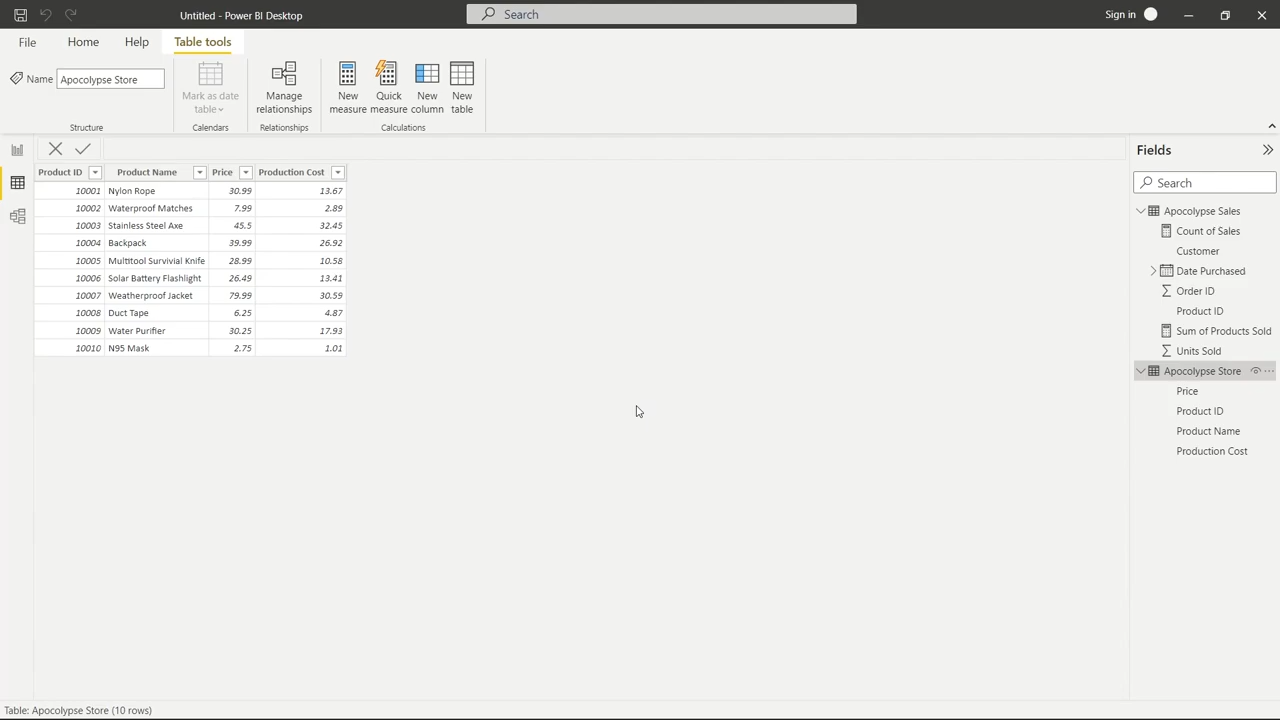 Untitled - Power BI Desktop
Search
Sign in
File
Home
Help
Table tools
Name
Apocolypse Store
Mark as date
table
New
measure
Quick
measure
New
column
New
table
Manage
relationships
Structure
Calendars
Relationships
Calculations
Product ID Product Name Price Production Cost
10001 Nylon Rope 30.99 13.67
10002 Waterproof Matches 7.99 2.89
10003 Stainless Steel Axe 45.5 32.45
10004 Backpack 39.99 26.92
10005 Multitool Survivial Knife 28.99 10.58
10006 Solar Battery Flashlight 26.49 13.41
10007 Weatherproof Jacket 79.99 30.59
10008 Duct Tape 6.25 4.87
10009 Water Purifier 30.25 17.93
10010 N95 Mask 2.75 1.01
Fields
Search
Apocolypse Sales
Count of Sales
Customer
Date Purchased
Order ID
Product ID
Sum of Products Sold
Units Sold
Apocolypse Store
Price
Product ID
Product Name
Production Cost
Table: Apocolypse Store (10 rows)